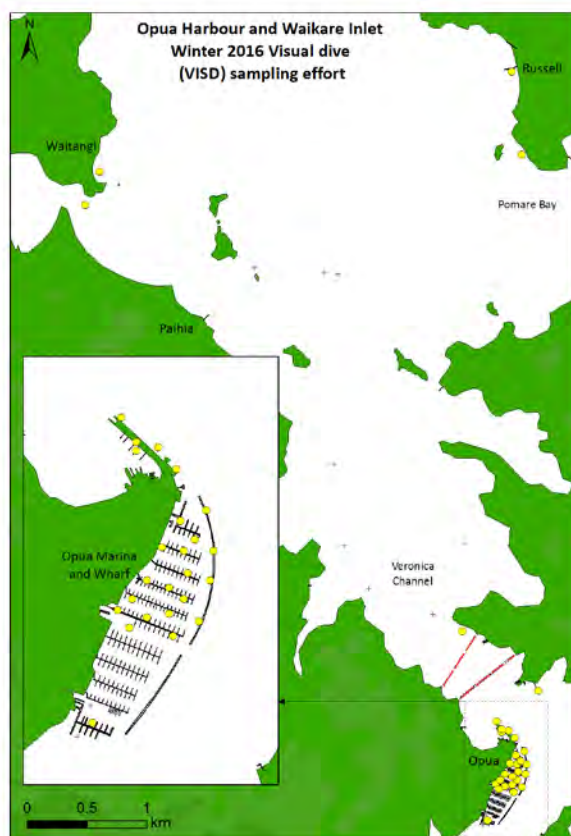 Opua Harbour and Waikare Inlet
Winter 2016 Visual dive
(VISD) sampling effort
N
Russell
Waitangi
Pomare Bay
Paihia
Opua Marina
and Wharf
Veronica
Channel
Opua
0 0.5 1
km